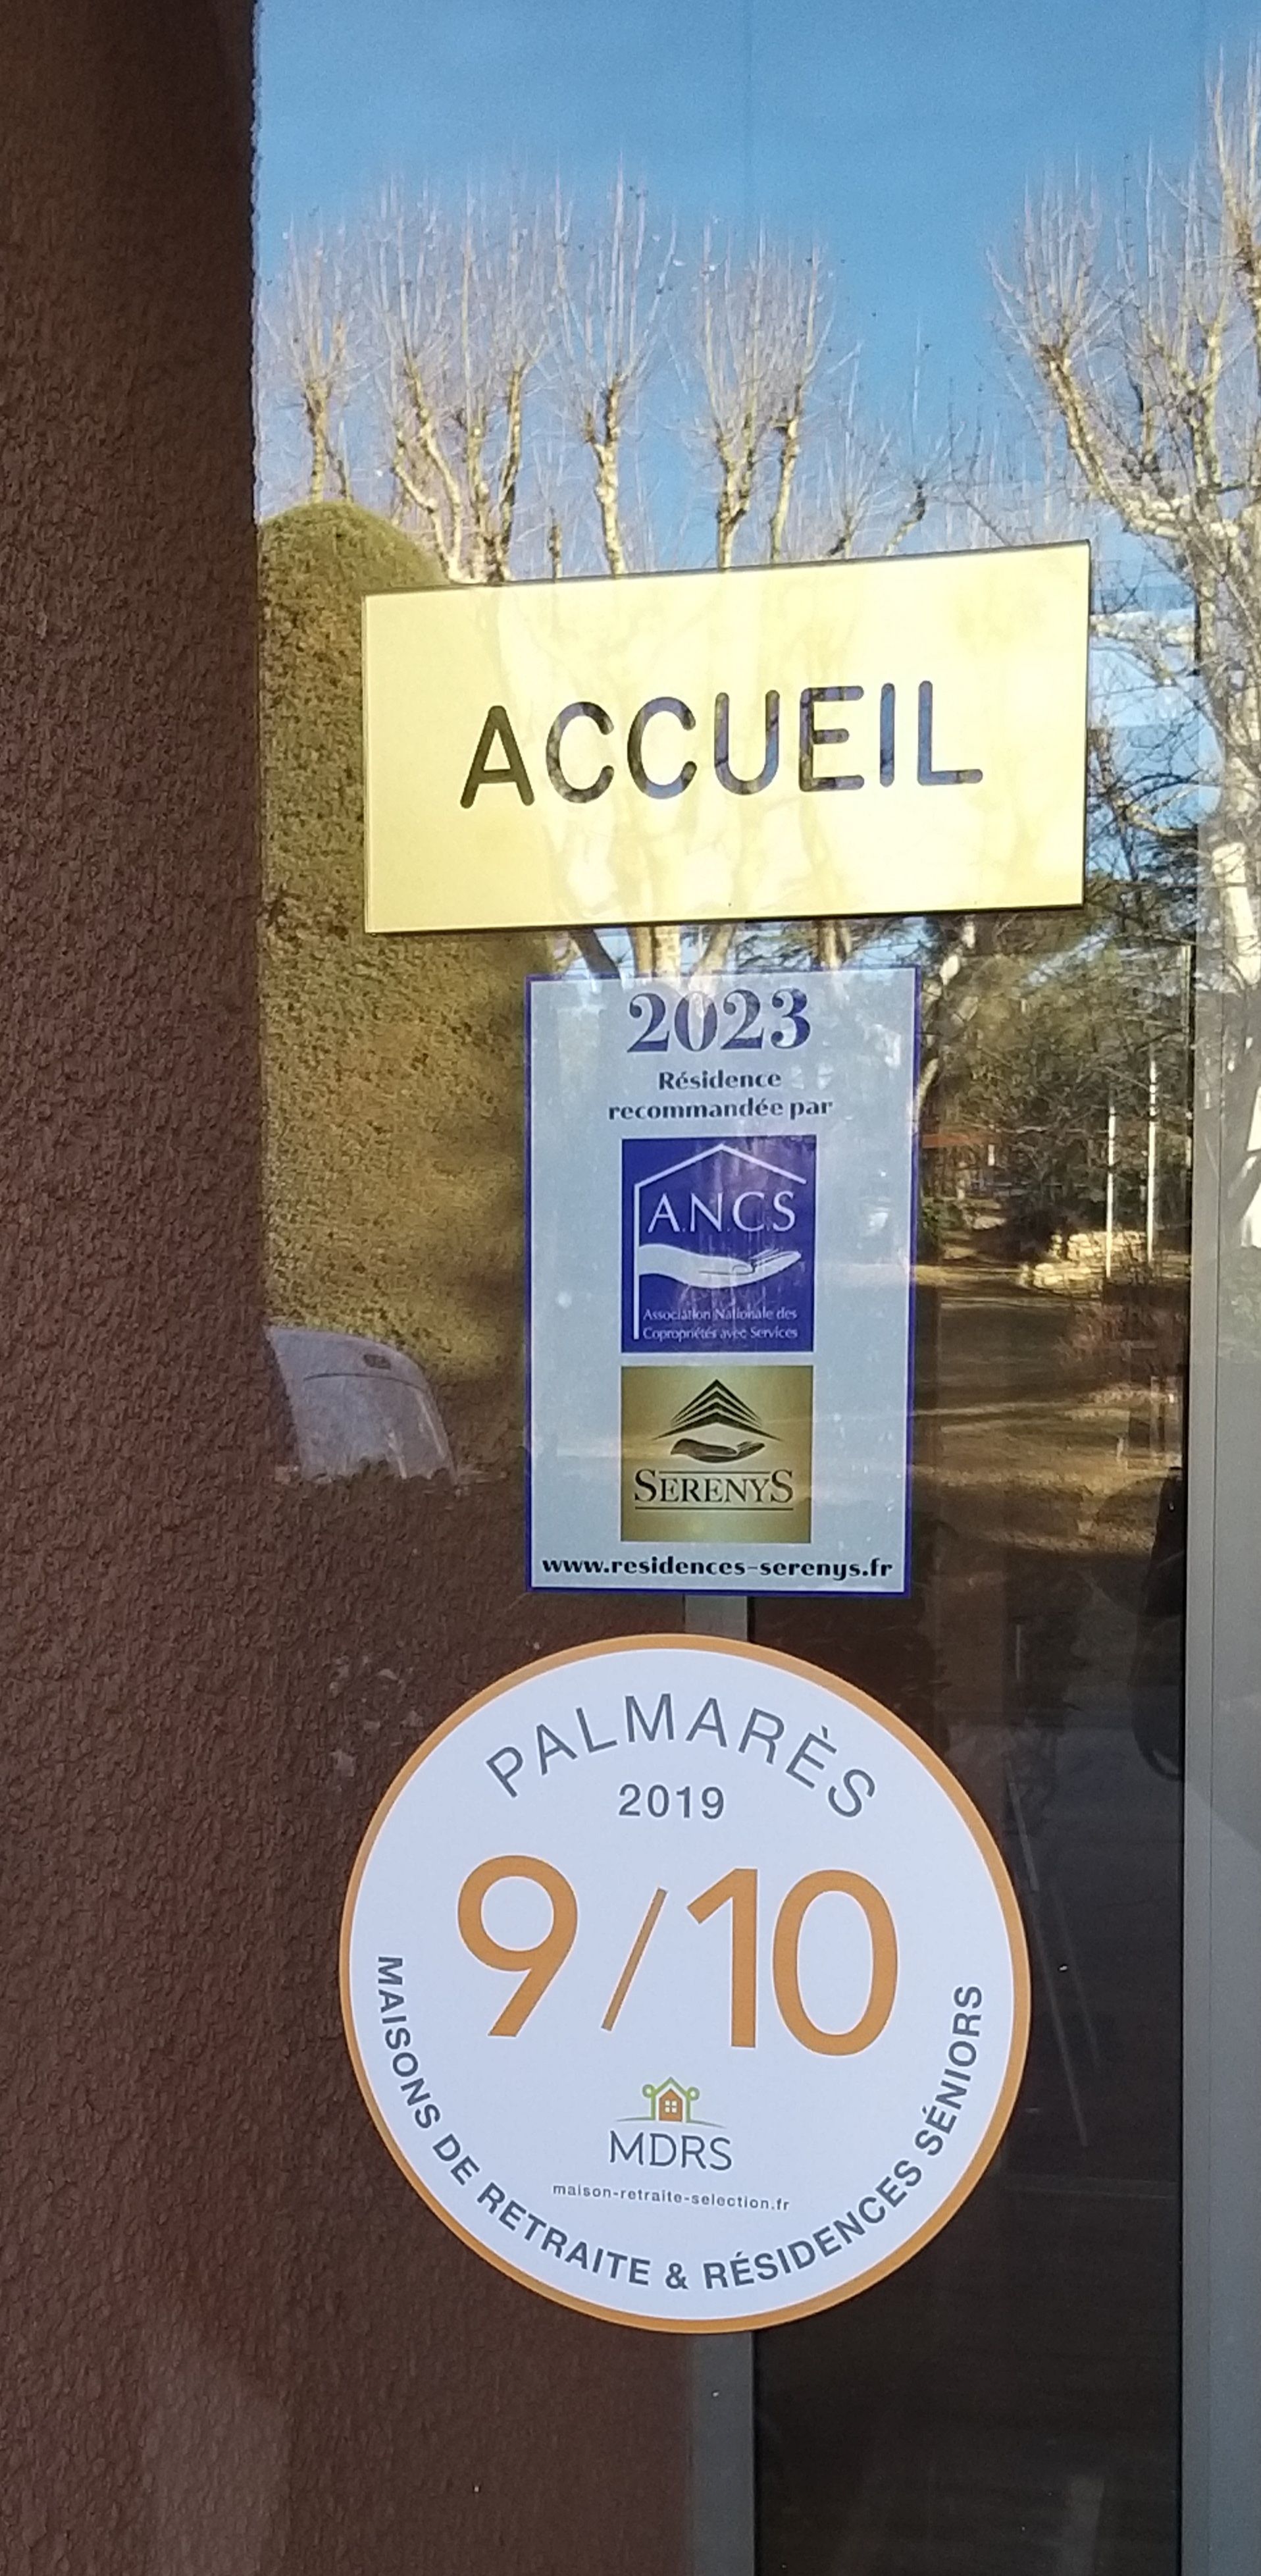 ACCUEIL
2023
Résidence
recommandée par
A.N.C.S
Association Nationale des
Copropriétés avec Services
SERENYS
www.residences-serenys.fr
PALMARÈS
2019
9/10
MDRS
maison-retraite-selection.fr
MAISONS DE RETRAITE & RÉSIDENCES SÉNIORS